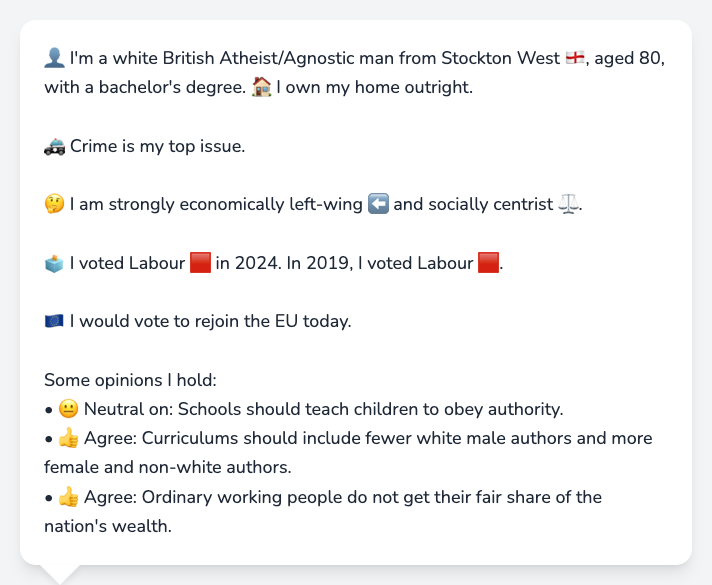 👤 I'm a white British Atheist/Agnostic man from Stockton West 🏴󠁧󠁢󠁥󠁮󠁧󠁿, aged 80,
with a bachelor's degree. 🏠 I own my home outright.
🚓 Crime is my top issue.
🤔 I am strongly economically left-wing ⬅️ and socially centrist ⚖️.
🗳️ I voted Labour 🟥 in 2024. In 2019, I voted Labour 🟥.
🇪🇺 I would vote to rejoin the EU today.
Some opinions I hold:
• 😐 Neutral on: Schools should teach children to obey authority.
• 👍 Agree: Curriculums should include fewer white male authors and more
female and non-white authors.
• 👍 Agree: Ordinary working people do not get their fair share of the
nation's wealth.